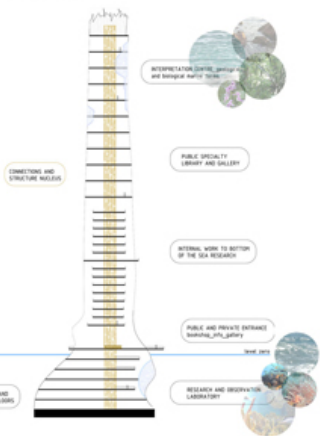 INTERPRETATION CENTRE geological
and biological marine forms
CONNECTIONS AND
STRUCTURE NUCLEUS
PUBLIC SPECIALTY
LIBRARY AND GALLERY
INTERNAL WORK TO BOTTOM
OF THE SEA RESEARCH
PUBLIC AND PRIVATE ENTRANCE
bookshop_info_gallery
level zero
RESEARCH AND OBSERVATION
LABORATORY
AND